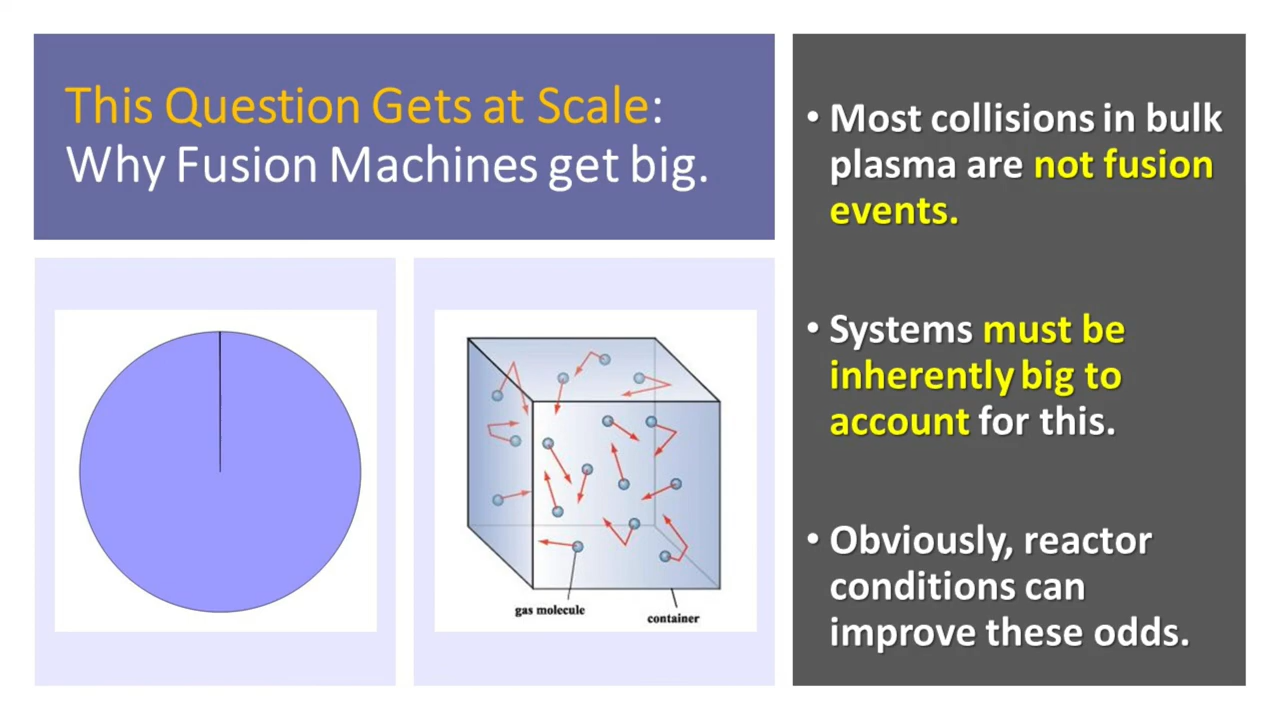 This Question Gets at Scale:
Why Fusion Machines get big.
gas molecule
container
• Most collisions in bulk
plasma are not fusion
events.
• Systems must be
inherently big to
account for this.
• Obviously, reactor
conditions can
improve these odds.